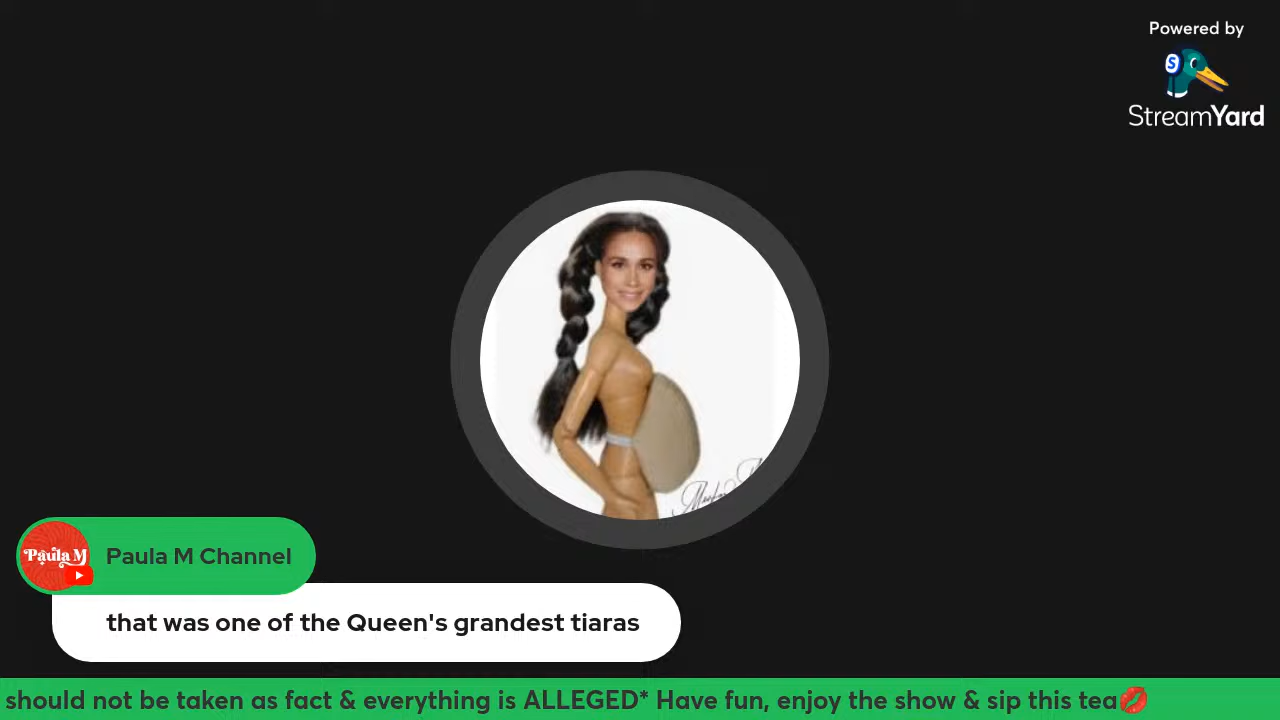 Powered by
S
StreamYard
Paula M
Paula M Channel
that was one of the Queen's grandest tiaras
should not be taken as fact & everything is ALLEGED* Have fun, enjoy the show & sip this tea💋